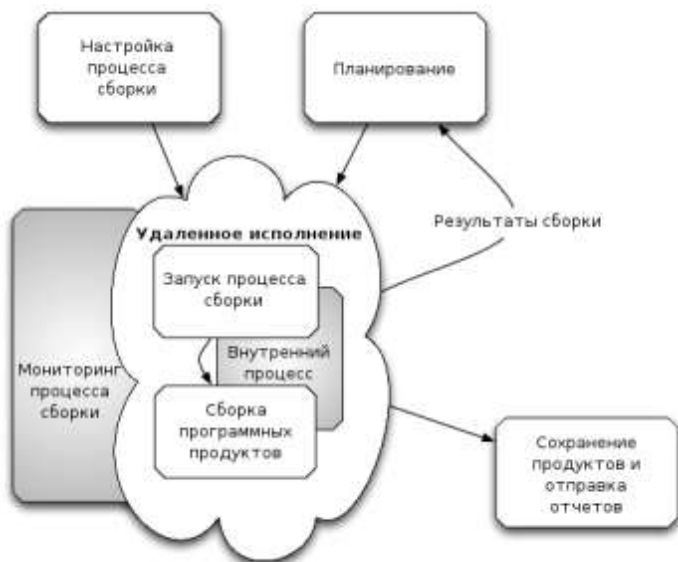 Настройка
процесса
сборки
Планирование
Результаты сборки
Удаленное исполнение
Запуск процесса
сборки
Внутренний
процесс
Мониторинг
процесса
сборки
Сборка
программных
продуктов
Сохранение
продуктов и
отправка
отчетов